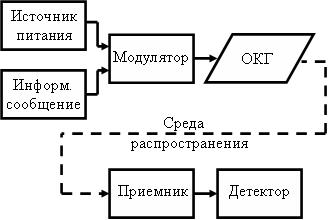 Источник
питания
Модулятор
ОКГ
Информ.
сообщение
Среда
распространения
Приемник
Детектор